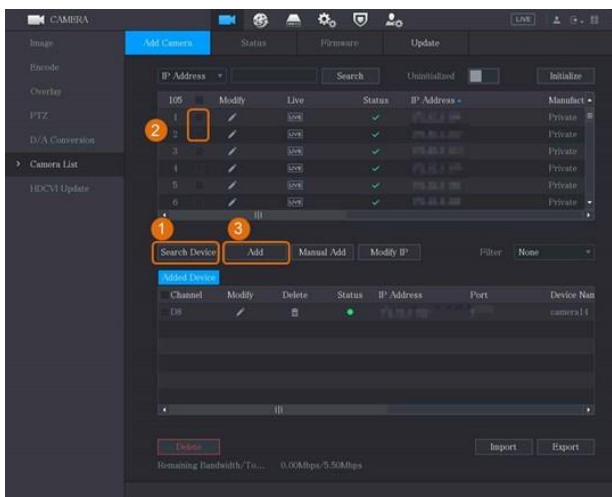 CAMERA LIVE
Image Add Camera Status Firmware Update
Encode
IP Address Search Uninitialized Initialize
Overlay
105 Modify Live Status IP Address Manufact
PTZ
1 LIVE Private
2
D/A Conversion
2 LIVE Private
3 LIVE Private
Camera List
4 LIVE Private
5 LIVE Private
HDCVI Update
6 LIVE Private
1 3
Search Device Add Manual Add Modify IP Filter None
Added Device
Channel Modify Delete Status IP Address Port Device Nam
D8 camera14
Delete Import Export
Remaining Bandwidth/To... 0.00Mbps/5.50Mbps